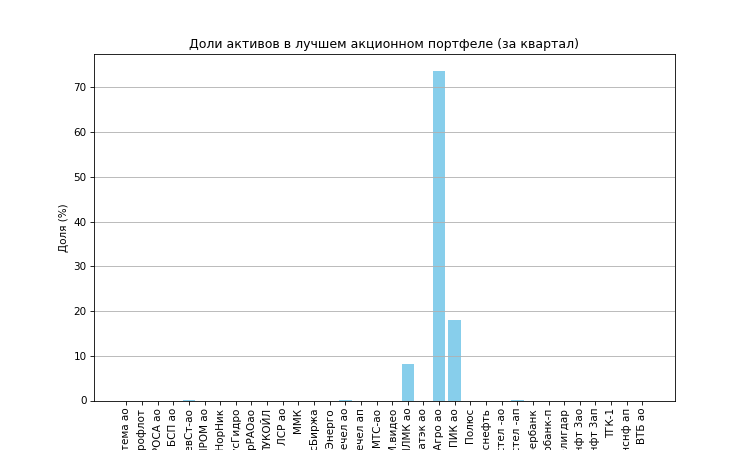 Доли активов в лучшем акционном портфеле (за квартал)
70
60
50
40
30
20
10
0
Доля (%)
тема ао
рофлот
РОСА ао
БСП ао
евСт-ао
ПРОМ ао
НорНик
сГидро
рРАОао
ЛУКОЙЛ
ЛСР ао
ММК
сБиржа
Энерго
ечел ао
ечел ап
МТС-ао
М.видео
ЛМК ао
атэк ао
Агро ао
ПИК ао
Полюс
снефть
стел -ао
стел -ап
ербанк
рбанк-п
лигдар
нфт 3ао
нфт 3ап
ТГК-1
нснф ап
ВТБ ао